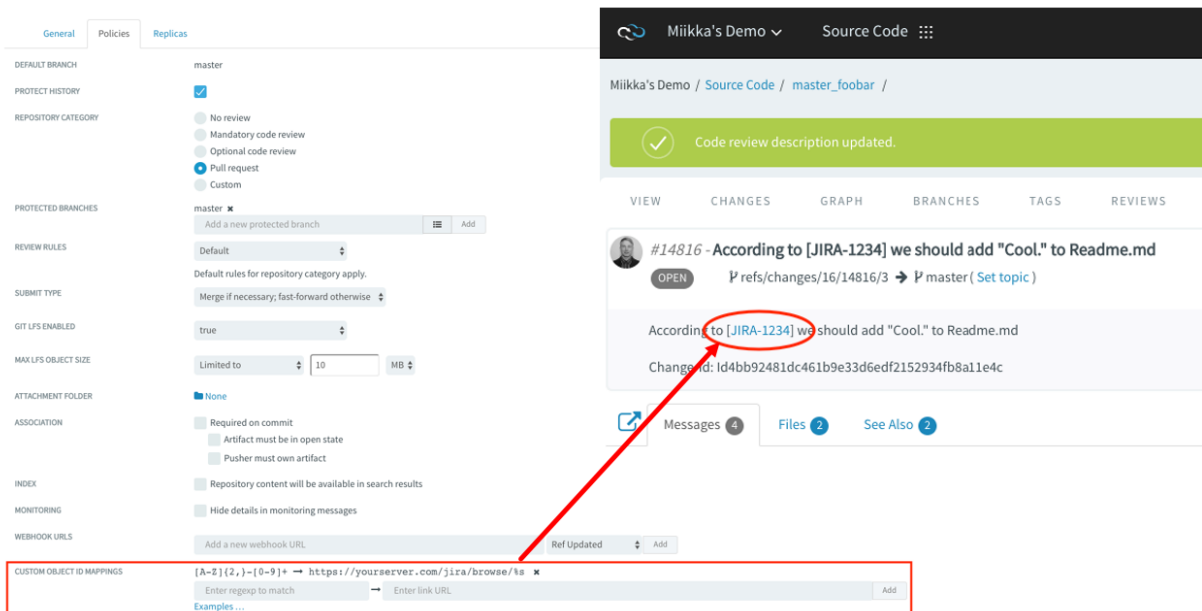 General Policies Replicas
DEFAULT BRANCH master
PROTECT HISTORY
REPOSITORY CATEGORY No review
Mandatory code review
Optional code review
Pull request
Custom
PROTECTED BRANCHES master ×
Add a new protected branch Add
REVIEW RULES Default
Default rules for repository category apply.
SUBMIT TYPE Merge if necessary; fast-forward otherwise
GIT LFS ENABLED true
MAX LFS OBJECT SIZE Limited to 10 MB
ATTACHMENT FOLDER None
ASSOCIATION Required on commit
Artifact must be in open state
Pusher must own artifact
INDEX Repository content will be available in search results
MONITORING Hide details in monitoring messages
WEBHOOK URLS Add a new webhook URL Ref Updated Add
CUSTOM OBJECT ID MAPPINGS [A-Z]{2,}-[0-9]+ → https://yourserver.com/jira/browse/%s ×
Enter regexp to match → Enter link URL Add
Examples ...
Miikka's Demo Source Code
Miikka's Demo / Source Code / master_foobar /
Code review description updated.
VIEW CHANGES GRAPH BRANCHES TAGS REVIEWS
#14816 - According to [JIRA-1234] we should add "Cool." to Readme.md
OPEN refs/changes/16/14816/3 → master ( Set topic )
According to [JIRA-1234] we should add "Cool." to Readme.md
Change-Id: Id4bb92481dc461b9e33d6edf2152934fb8a11e4c
Messages 4 Files 2 See Also 2